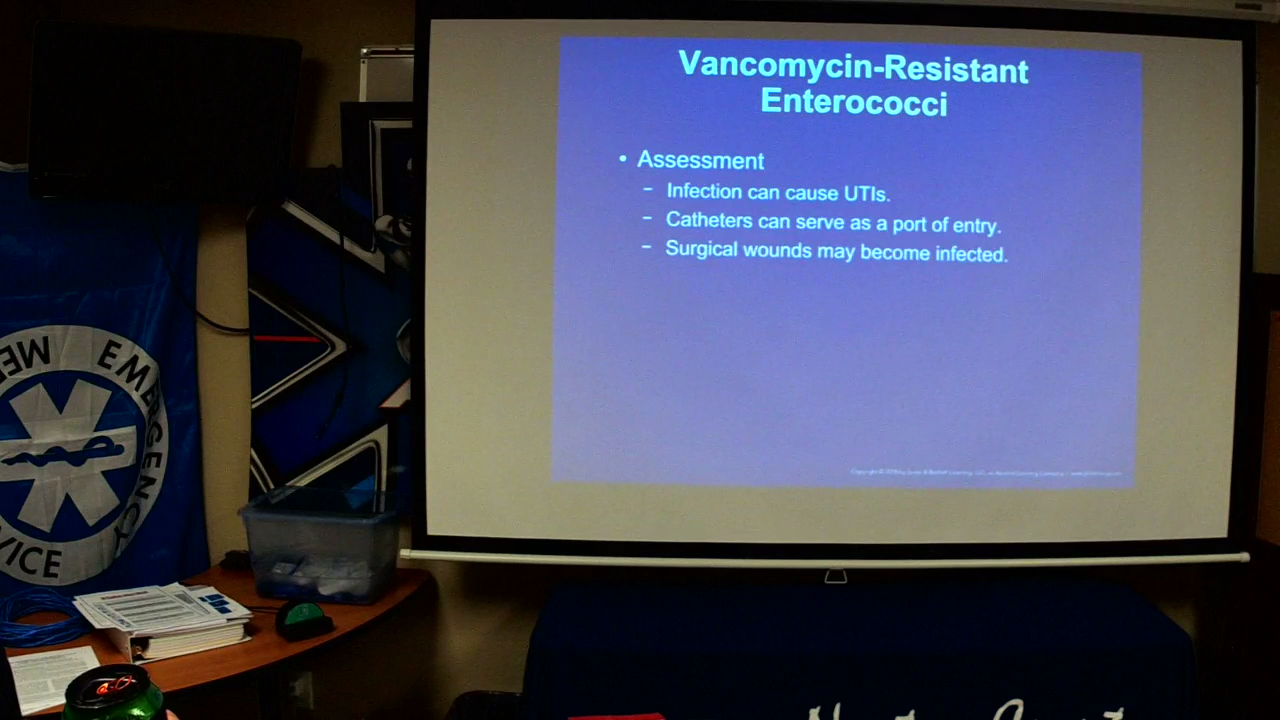 Vancomycin-Resistant
Enterococci
• Assessment
– Infection can cause UTIs.
– Catheters can serve as a port of entry.
– Surgical wounds may become infected.
EMERGENCY